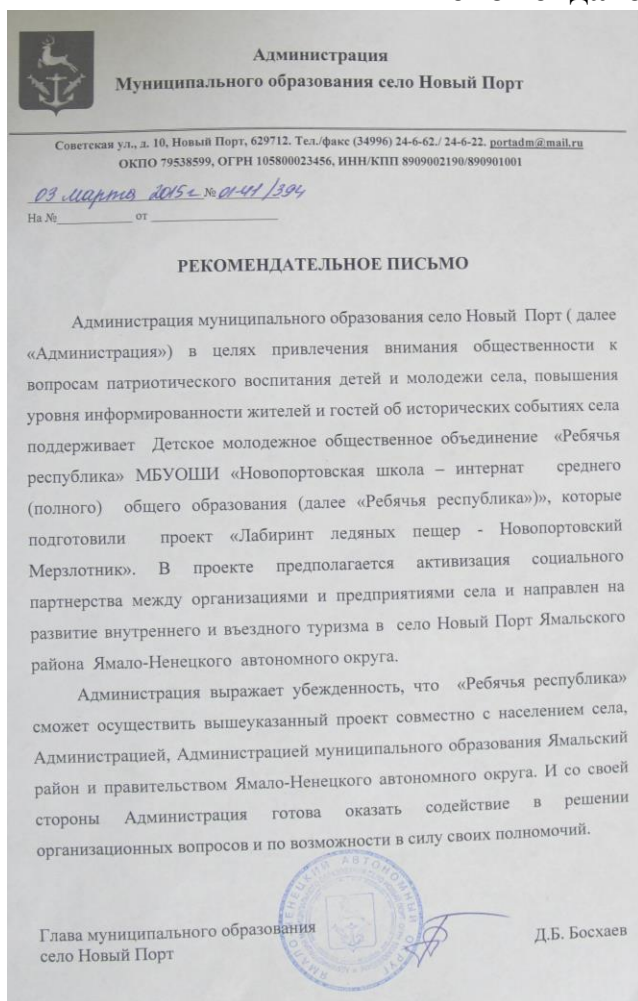 Администрация
Муниципального образования село Новый Порт
Советская ул., д. 10, Новый Порт, 629712. Тел./факс (34996) 24-6-62./ 24-6-22. portadm@mail.ru
ОКПО 79538599, ОГРН 105800023456, ИНН/КПП 8909002190/890901001
03 марта 2015 г № 01-41/394
На №__________ от __________________
РЕКОМЕНДАТЕЛЬНОЕ ПИСЬМО
Администрация муниципального образования село Новый Порт ( далее
«Администрация») в целях привлечения внимания общественности к
вопросам патриотического воспитания детей и молодежи села, повышения
уровня информированности жителей и гостей об исторических событиях села
поддерживает Детское молодежное общественное объединение «Ребячья
республика» МБУОШИ «Новопортовская школа – интернат среднего
(полного) общего образования (далее «Ребячья республика»)», которые
подготовили проект «Лабиринт ледяных пещер - Новопортовский
Мерзлотник». В проекте предполагается активизация социального
партнерства между организациями и предприятиями села и направлен на
развитие внутреннего и въездного туризма в село Новый Порт Ямальского
района Ямало-Ненецкого автономного округа.
Администрация выражает убежденность, что «Ребячья республика»
сможет осуществить вышеуказанный проект совместно с населением села,
Администрацией, Администрацией муниципального образования Ямальский
район и правительством Ямало-Ненецкого автономного округа. И со своей
стороны Администрация готова оказать содействие в решении
организационных вопросов и по возможности в силу своих полномочий.
Глава муниципального образования
село Новый Порт
Д.Б. Босхаев
ЯМАЛО-НЕНЕЦКИЙ АВТОНОМНЫЙ ОКРУГ